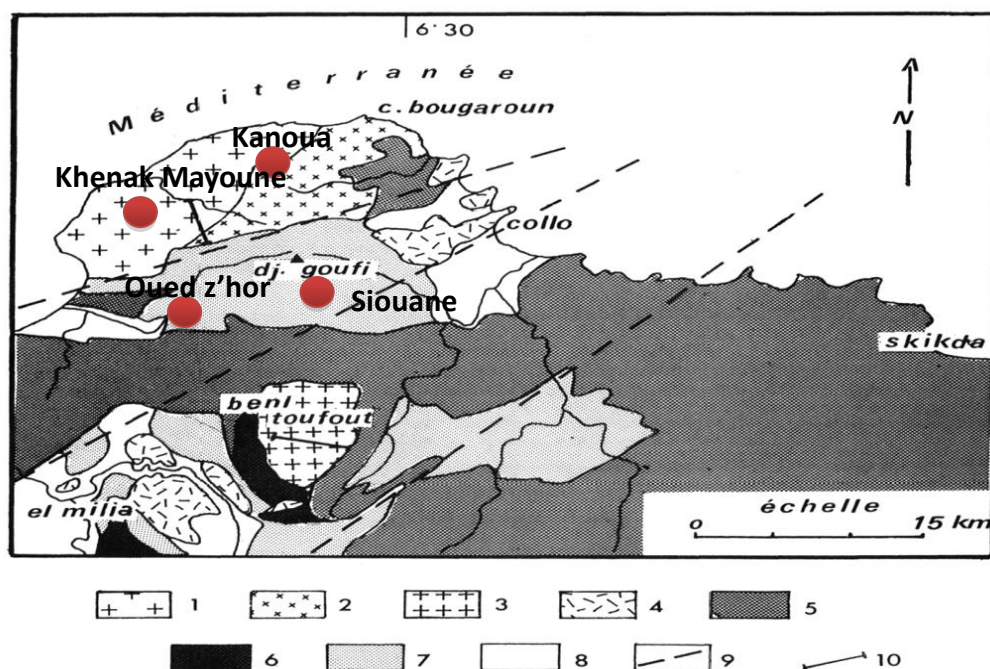 6°30
Méditerranée
N
c. bougaroun
Kanoua
Khenak Mayoune
collo
dj. goufi
Oued z’hor
Siouane
skikda
beni
toufout
el milia
échelle
0 15 km
1 2 3 4 5
6 7 8 9 10